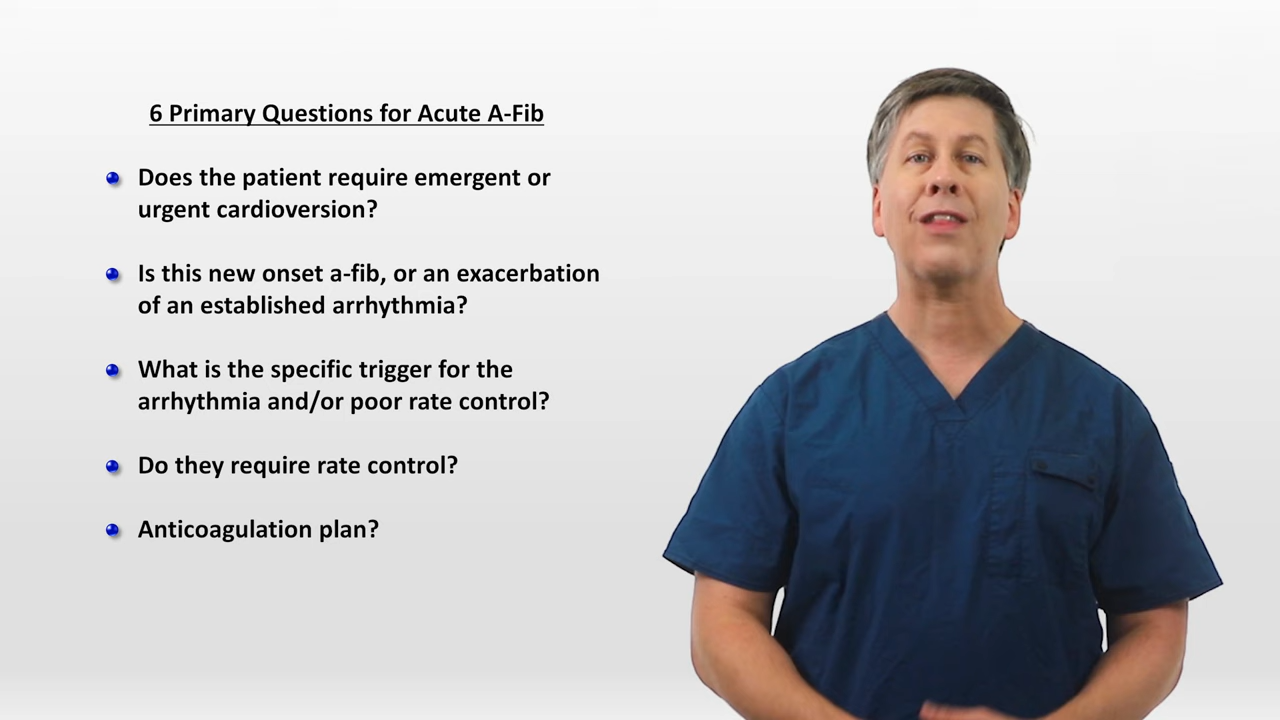 6 Primary Questions for Acute A-Fib
Does the patient require emergent or
urgent cardioversion?
Is this new onset a-fib, or an exacerbation
of an established arrhythmia?
What is the specific trigger for the
arrhythmia and/or poor rate control?
Do they require rate control?
Anticoagulation plan?